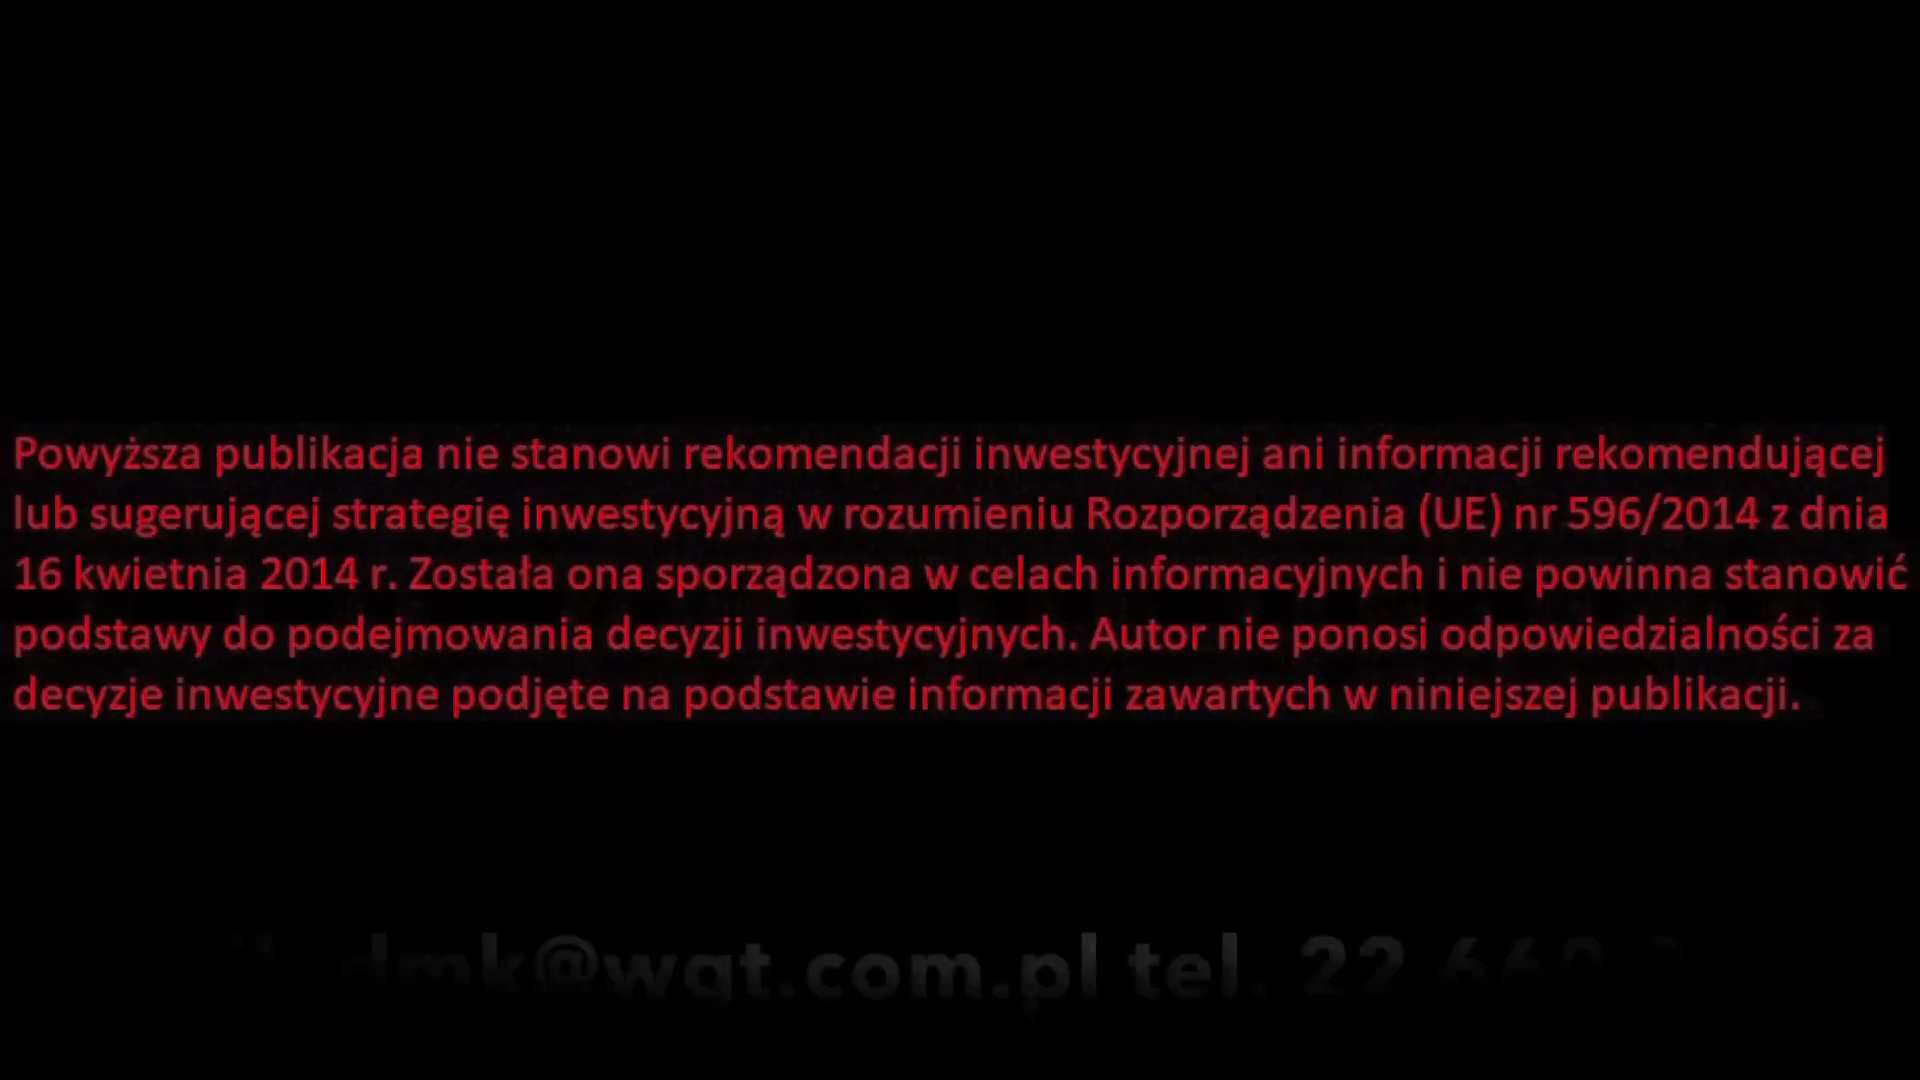 Powyższa publikacja nie stanowi rekomendacji inwestycyjnej ani informacji rekomendującej
lub sugerującej strategię inwestycyjną w rozumieniu Rozporządzenia (UE) nr 596/2014 z dnia
16 kwietnia 2014 r. Została ona sporządzona w celach informacyjnych i nie powinna stanowić
podstawy do podejmowania decyzji inwestycyjnych. Autor nie ponosi odpowiedzialności za
decyzje inwestycyjne podjęte na podstawie informacji zawartych w niniejszej publikacji.
tel. 22